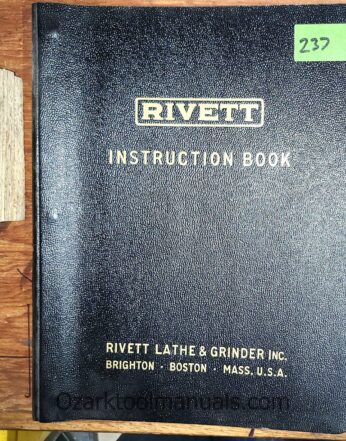 237
RIVETT
INSTRUCTION BOOK
RIVETT LATHE & GRINDER INC.
BRIGHTON · BOSTON · MASS. U.S.A.
Ozarktoolmanuals.com